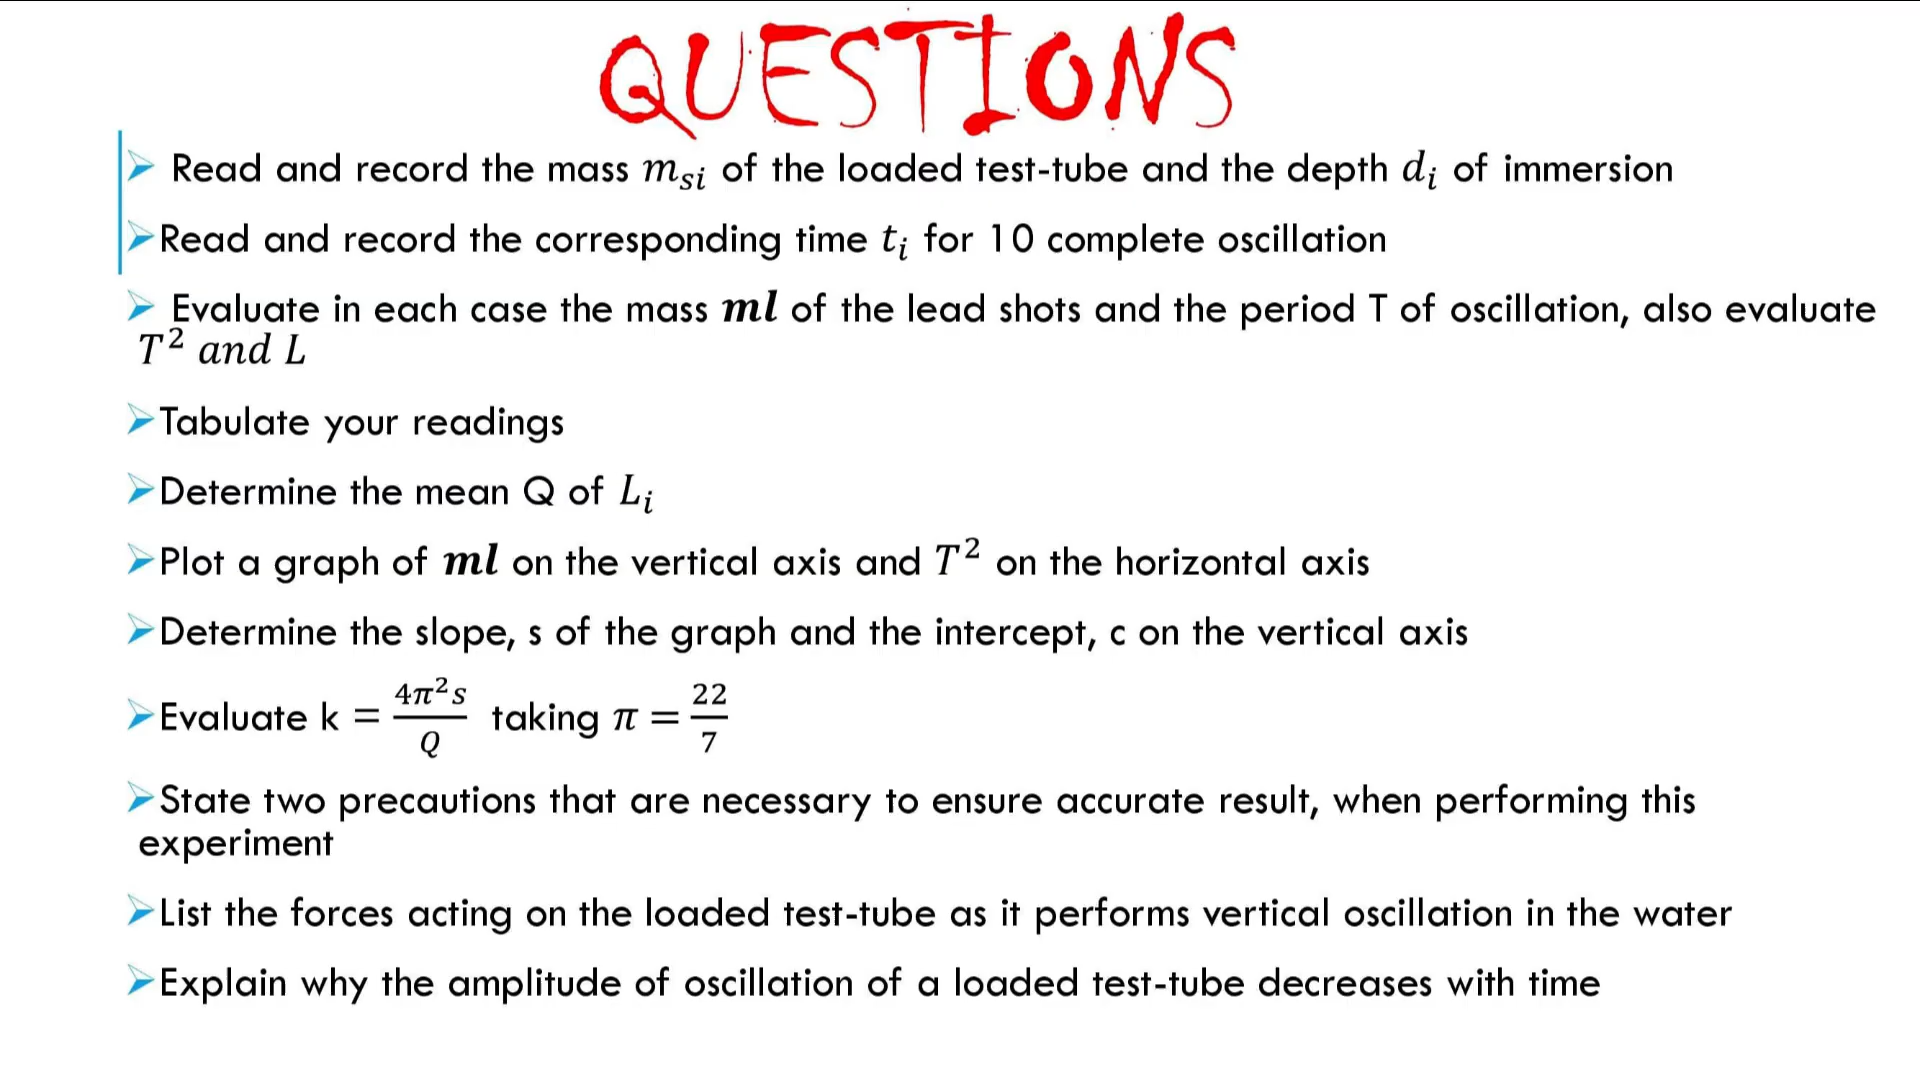 QUESTIONS
➢ Read and record the mass $m_{si}$ of the loaded test-tube and the depth $d_i$ of immersion
➢Read and record the corresponding time $t_i$ for 10 complete oscillation
➢ Evaluate in each case the mass $\boldsymbol{ml}$ of the lead shots and the period T of oscillation, also evaluate
$T^2$ and L
➢Tabulate your readings
➢Determine the mean Q of $L_i$
➢Plot a graph of $\boldsymbol{ml}$ on the vertical axis and $T^2$ on the horizontal axis
➢Determine the slope, s of the graph and the intercept, c on the vertical axis
➢Evaluate k = $\frac{4\pi^2 s}{Q}$ taking $\pi = \frac{22}{7}$
➢State two precautions that are necessary to ensure accurate result, when performing this
experiment
➢List the forces acting on the loaded test-tube as it performs vertical oscillation in the water
➢Explain why the amplitude of oscillation of a loaded test-tube decreases with time